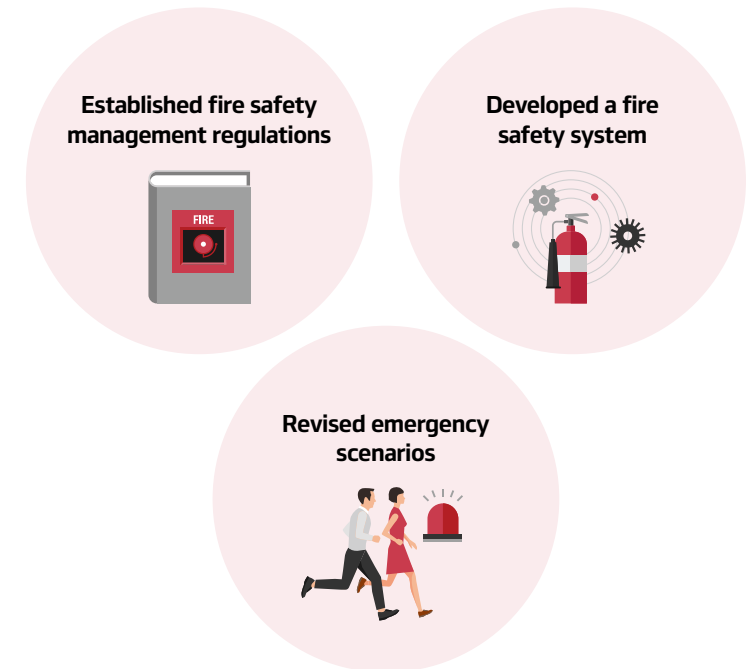 Established fire safety
management regulations
FIRE
Developed a fire
safety system
Revised emergency
scenarios